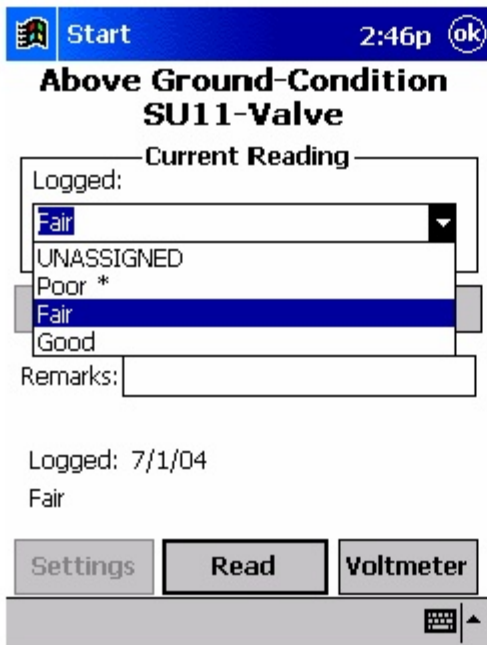 Start 2:46p ok
Above Ground-Condition
SU11-Valve
Current Reading
Logged:
Fair
UNASSIGNED
Poor *
Fair
Good
Remarks:
Logged: 7/1/04
Fair
Settings Read Voltmeter